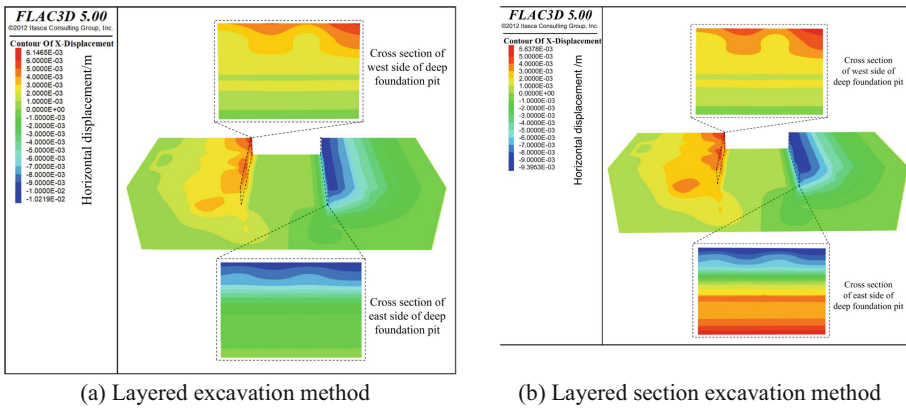 FLAC3D 5.00
©2012 Itasca Consulting Group, Inc.
Contour Of X-Displacement
6.1465E-03
6.0000E-03
5.0000E-03
4.0000E-03
3.0000E-03
2.0000E-03
1.0000E-03
0.0000E+00
-1.0000E-03
-2.0000E-03
-3.0000E-03
-4.0000E-03
-5.0000E-03
-6.0000E-03
-7.0000E-03
-8.0000E-03
-9.0000E-03
-1.0000E-02
-1.0219E-02
Horizontal displacement/m
Cross section of
west side of deep
foundation pit
Cross section of
east side of deep
foundation pit
(a) Layered excavation method
FLAC3D 5.00
©2012 Itasca Consulting Group, Inc.
Contour Of X-Displacement
5.6378E-03
5.0000E-03
4.0000E-03
3.0000E-03
2.0000E-03
1.0000E-03
0.0000E+00
-1.0000E-03
-2.0000E-03
-3.0000E-03
-4.0000E-03
-5.0000E-03
-6.0000E-03
-7.0000E-03
-8.0000E-03
-9.0000E-03
-9.3953E-03
Horizontal displacement/m
Cross section
of west side of
deep
foundation pit
Cross section
of east side of
deep
foundation pit
(b) Layered section excavation method